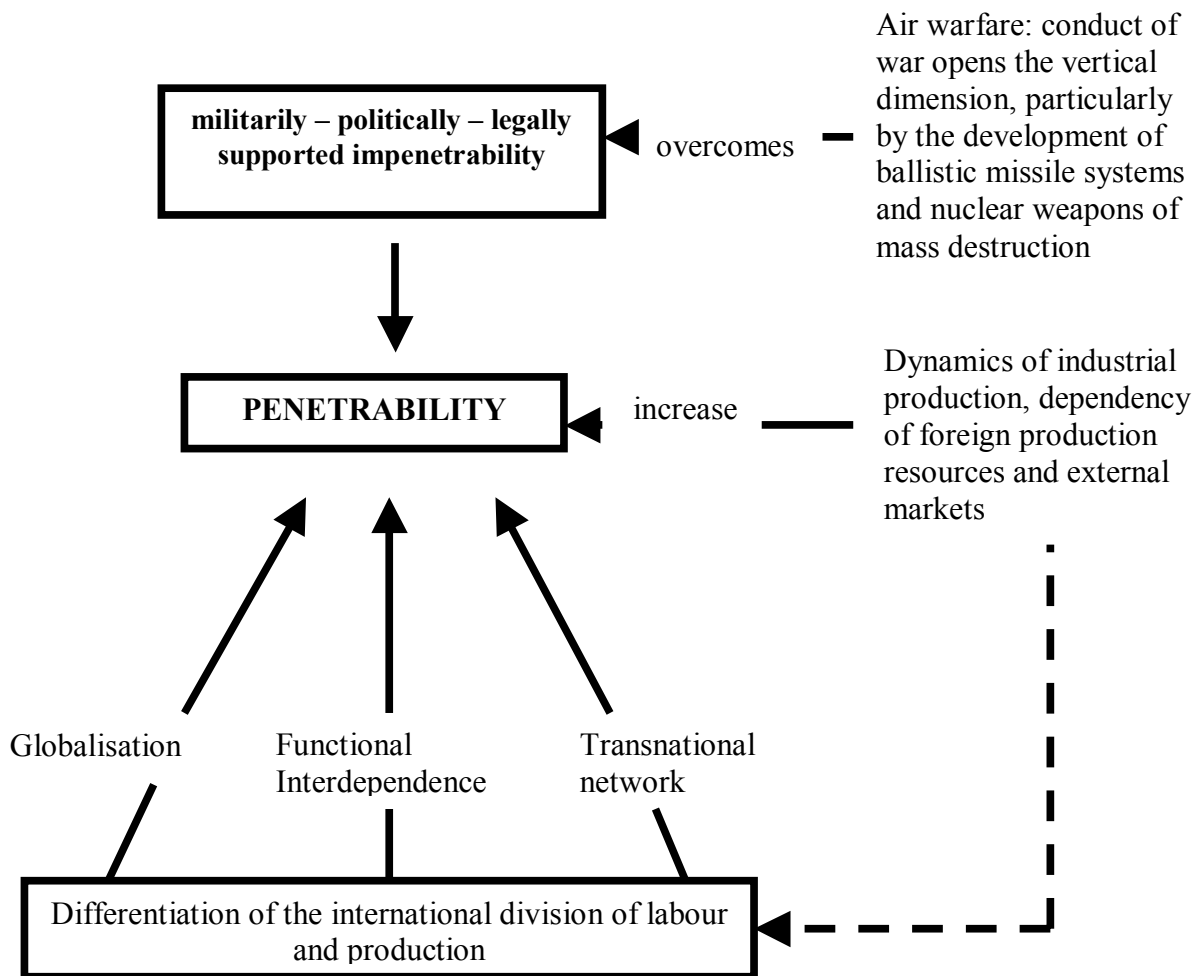 Air warfare: conduct of
war opens the vertical
dimension, particularly
by the development of
ballistic missile systems
and nuclear weapons of
mass destruction
militarily – politically – legally
supported impenetrability
overcomes
PENETRABILITY
increase
Dynamics of industrial
production, dependency
of foreign production
resources and external
markets
Globalisation
Functional
Interdependence
Transnational
network
Differentiation of the international division of labour
and production